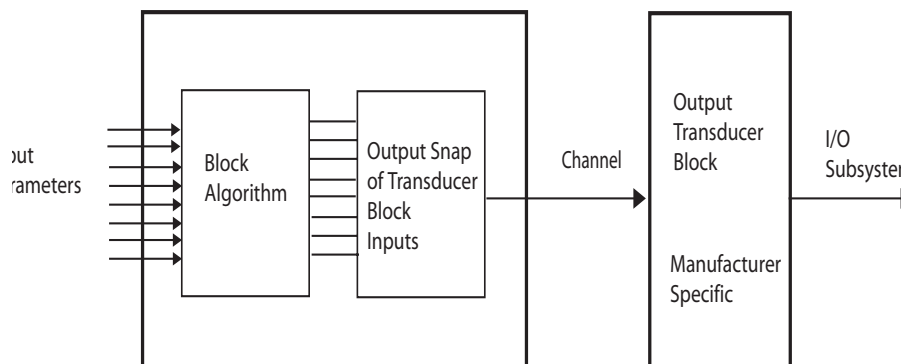 Block
Algorithm
Output Snap
of Transducer
Block
Inputs
Channel
Output
Transducer
Block
Manufacturer
Specific
I/O